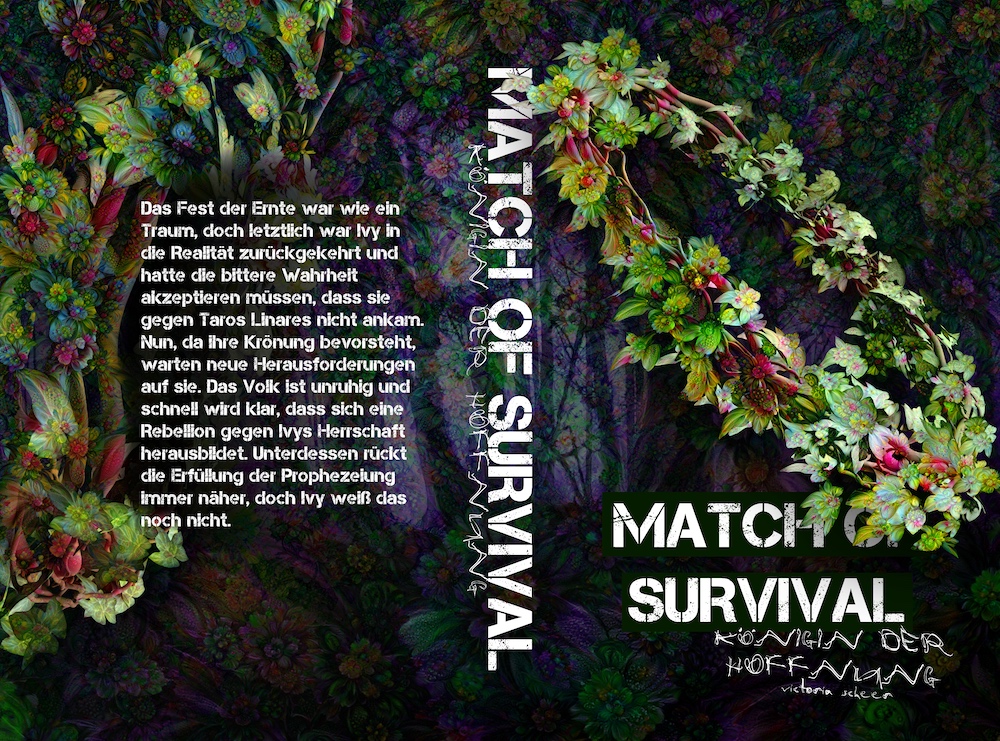 Das Fest der Ernte war wie ein
Traum, doch letztlich war Ivy in
die Realität zurückgekehrt und
hatte die bittere Wahrheit
akzeptieren müssen, dass sie
gegen Taros Linares nicht ankam.
Nun, da ihre Krönung bevorsteht,
warten neue Herausforderungen
auf sie. Das Volk ist unruhig und
schnell wird klar, dass sich eine
Rebellion gegen Ivys Herrschaft
herausbildet. Unterdessen rückt
die Erfüllung der Prophezeiung
immer näher, doch Ivy weiß das
noch nicht.
MATCH OF SURVIVAL
KÖNIGIN DER HOFFNUNG
MATCH OF
SURVIVAL
KÖNIGIN DER
HOFFNUNG
victoria scheer